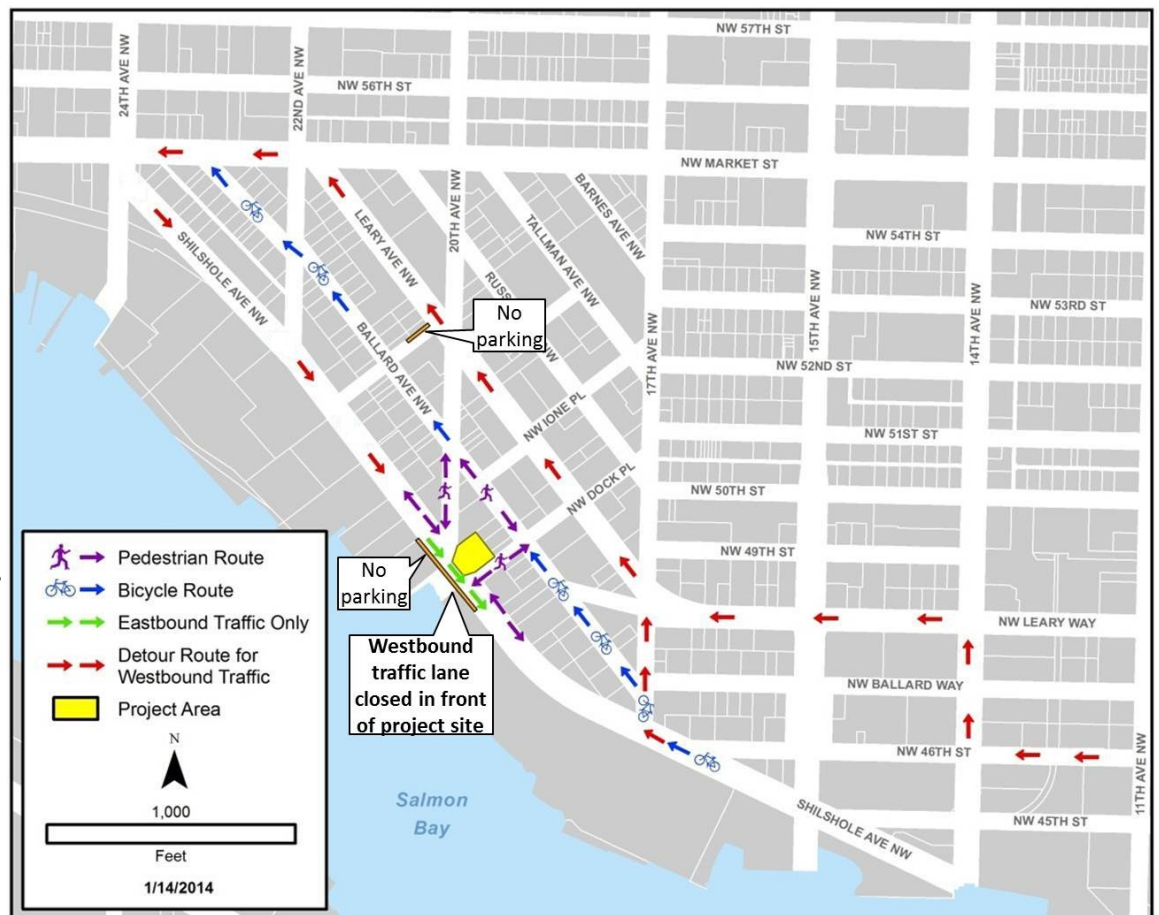 NW 57TH ST
24TH AVE NW
22ND AVE NW
NW 56TH ST
NW MARKET ST
BARNES AVE NW
20TH AVE NW
LEARY AVE NW
TALLMAN AVE NW
NW 54TH ST
SHILSHOLE AVE NW
RUSS
NW
15TH AVE NW
14TH AVE NW
NW 53RD ST
No
parking
17TH AVE NW
BALLARD AVE NW
NW 52ND ST
NW IONE PL
NW 51ST ST
NW DOCK PL
NW 50TH ST
NW 49TH ST
No
parking
NW LEARY WAY
Westbound
traffic lane
closed in front
of project site
NW BALLARD WAY
NW 46TH ST
11TH AVE NW
SHILSHOLE AVE NW
NW 45TH ST
Salmon
Bay
Pedestrian Route
Bicycle Route
Eastbound Traffic Only
Detour Route for
Westbound Traffic
Project Area
N
1,000
Feet
1/14/2014